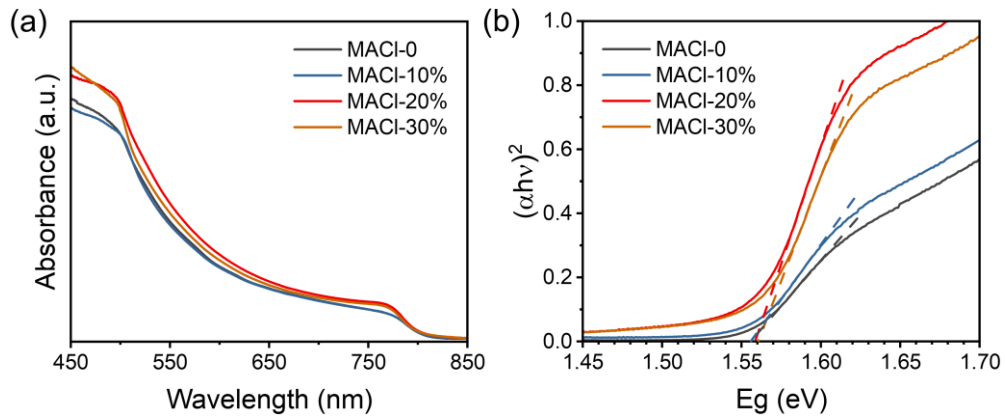 (a)
MACl-0
MACl-10%
MACl-20%
MACl-30%
Absorbance (a.u.)
450 550 650 750 850
Wavelength (nm)
(b)
MACl-0
MACl-10%
MACl-20%
MACl-30%
(αhν)²
1.0
0.8
0.6
0.4
0.2
0.0
1.45 1.50 1.55 1.60 1.65 1.70
Eg (eV)